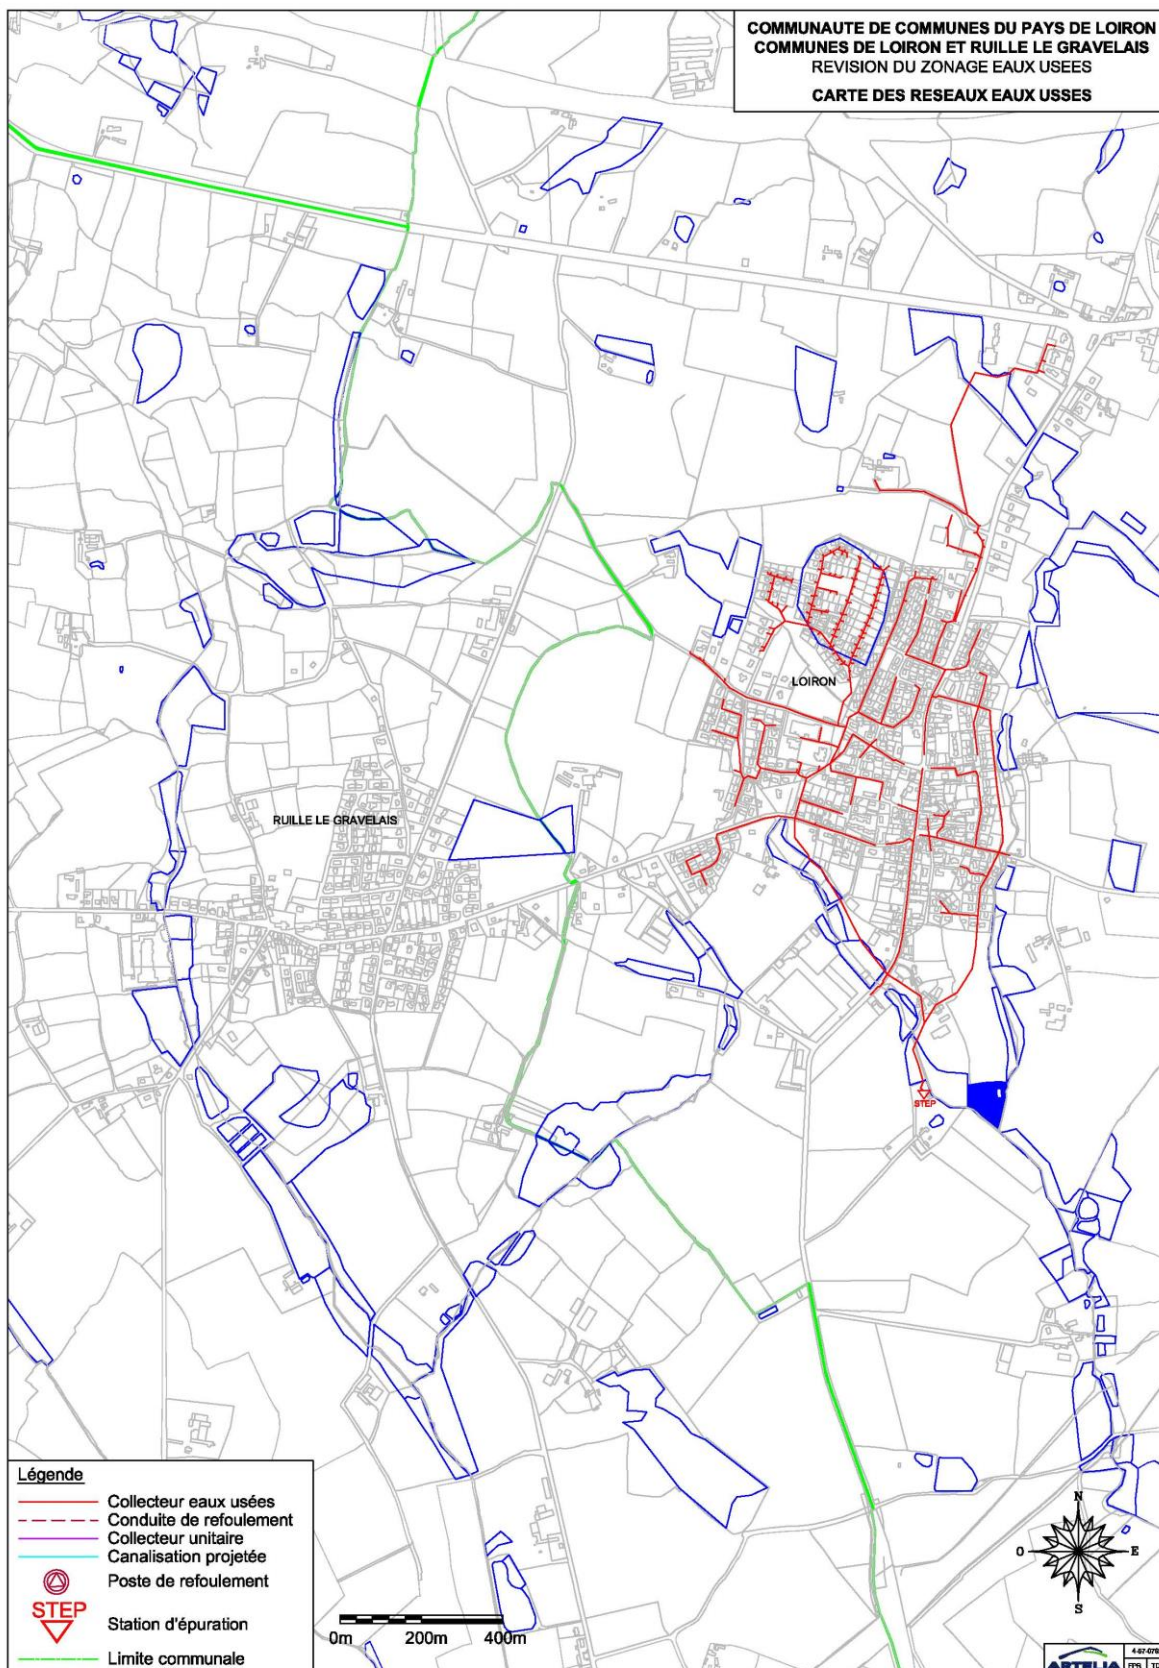 COMMUNAUTE DE COMMUNES DU PAYS DE LOIRON
COMMUNES DE LOIRON ET RUILLE LE GRAVELAIS
REVISION DU ZONAGE EAUX USEES
CARTE DES RESEAUX EAUX USSES
LOIRON
RUILLE LE GRAVELAIS
STEP
Légende
Collecteur eaux usées
Conduite de refoulement
Collecteur unitaire
Canalisation projetée
Poste de refoulement
STEP
Station d'épuration
Limite communale
0m 200m 400m
N
O E
S
ARTELIA